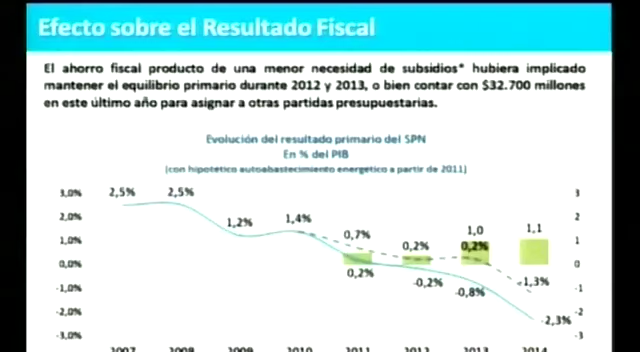 Efecto sobre el Resultado Fiscal
El ahorro fiscal producto de una menor necesidad de subsidios* hubiera implicado
mantener el equilibrio primario durante 2012 y 2013, o bien contar con $32.700 millones
en este último año para asignar a otras partidas presupuestarias.
Evolución del resultado primario del SPN
En % del PIB
(con hipotético autoabastecimiento energético a partir de 2011)
3,0% 2,5% 2,5% 3
2,0% 1,2% 1,4% 2
1,0% 0,7% 0,2% 1,0 0,2% 1,1 1
0,0% 0,2% 0
-1,0% -0,2% -0,8% -1,3% -1
-2,0% -2,3% -2
-3,0% -3
2007 2008 2009 2010 2011 2012 2013 2014